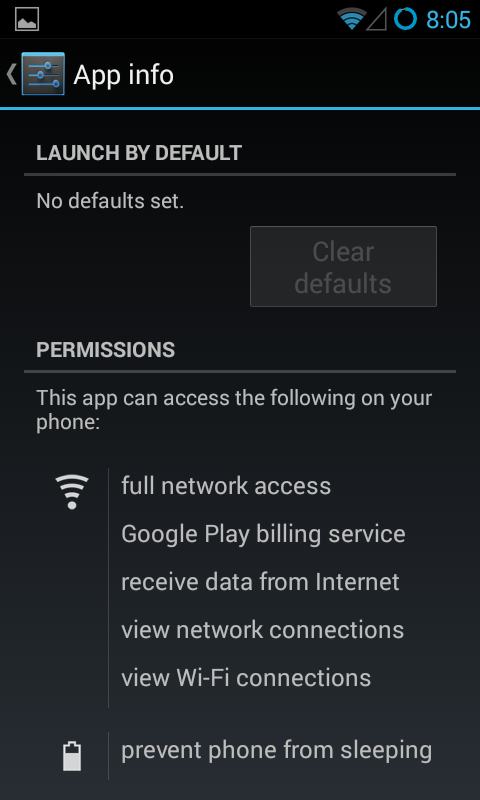 8:05
App info
LAUNCH BY DEFAULT
No defaults set.
Clear
defaults
PERMISSIONS
This app can access the following on your
phone:
full network access
Google Play billing service
receive data from Internet
view network connections
view Wi-Fi connections
prevent phone from sleeping